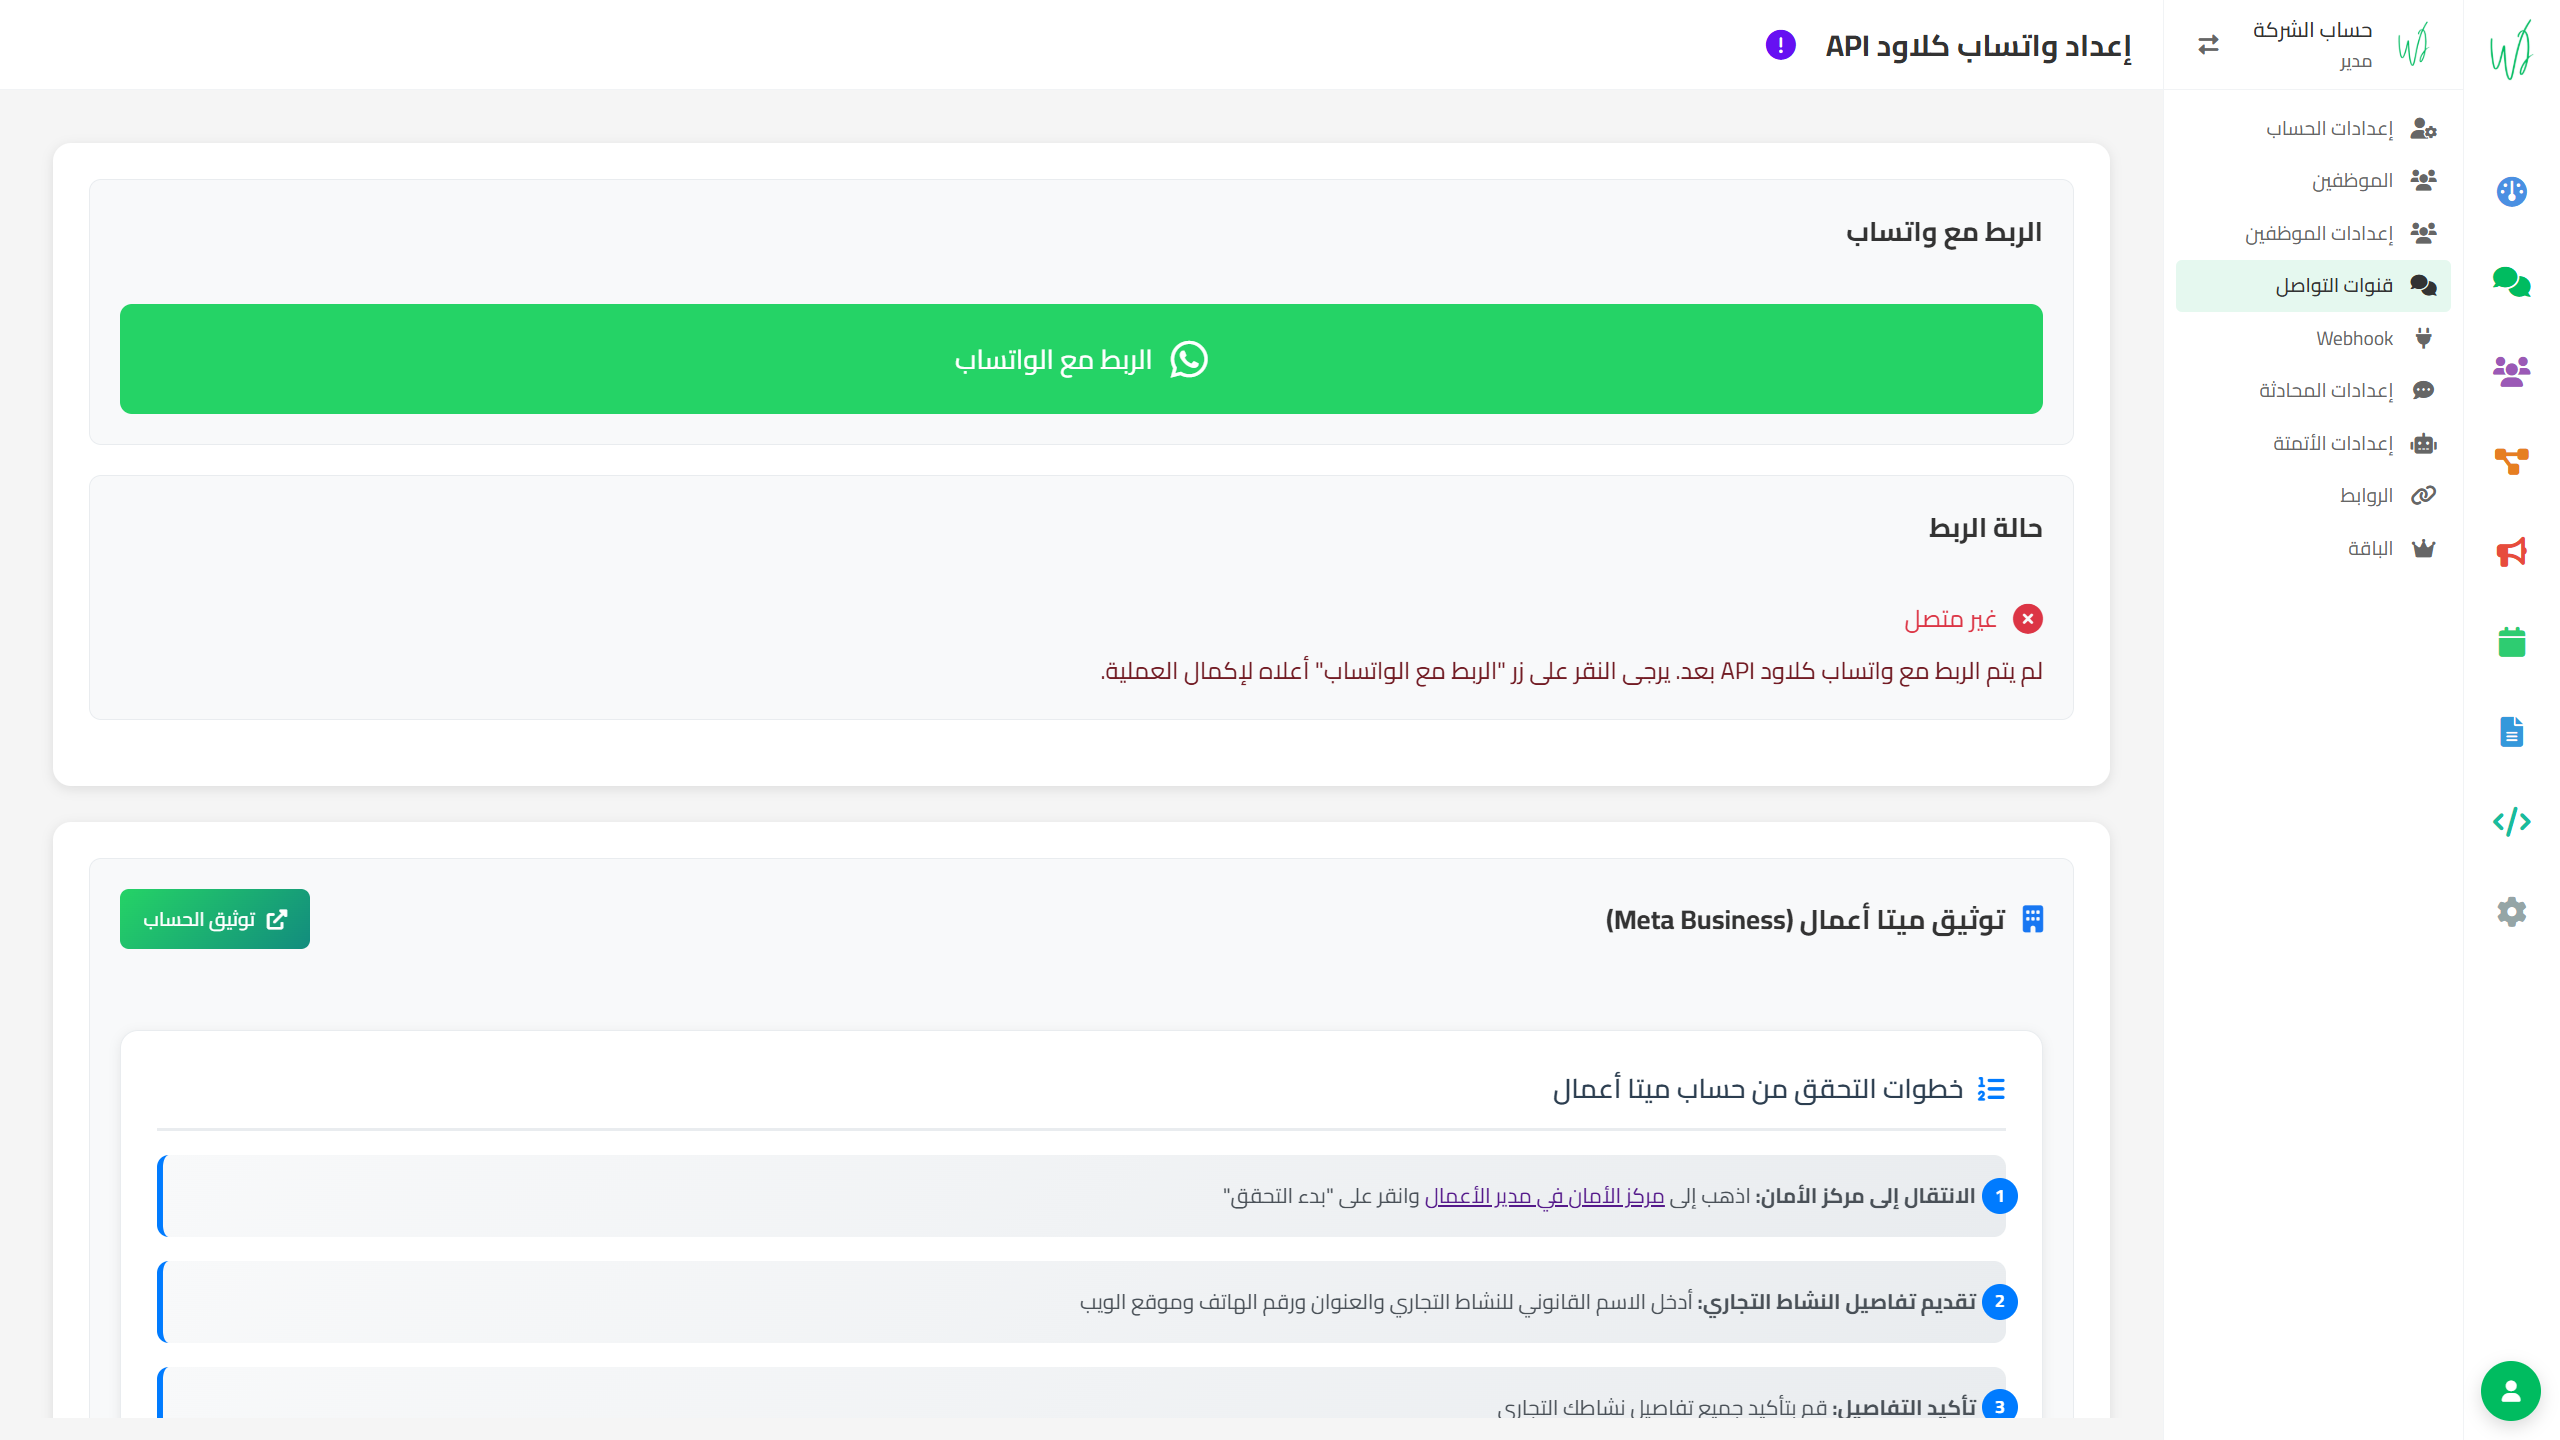 حساب الشركة
مدير
إعدادات الحساب
الموظفين
إعدادات الموظفين
قنوات التواصل
Webhook
إعدادات المحادثة
إعدادات الأتمتة
الروابط
الباقة
إعداد واتساب كلاود API
الربط مع واتساب
الربط مع الواتساب
حالة الربط
غير متصل
لم يتم الربط مع واتساب كلاود API بعد. يرجى النقر على زر "الربط مع الواتساب" أعلاه لإكمال العملية.
توثيق ميتا أعمال (Meta Business)
توثيق الحساب
خطوات التحقق من حساب ميتا أعمال
1 الانتقال إلى مركز الأمان: اذهب إلى مركز الأمان في مدير الأعمال وانقر على "بدء التحقق"
2 تقديم تفاصيل النشاط التجاري: أدخل الاسم القانوني للنشاط التجاري والعنوان ورقم الهاتف وموقع الويب
3 تأكيد التفاصيل: قم بتأكيد جميع تفاصيل نشاطك التجاري